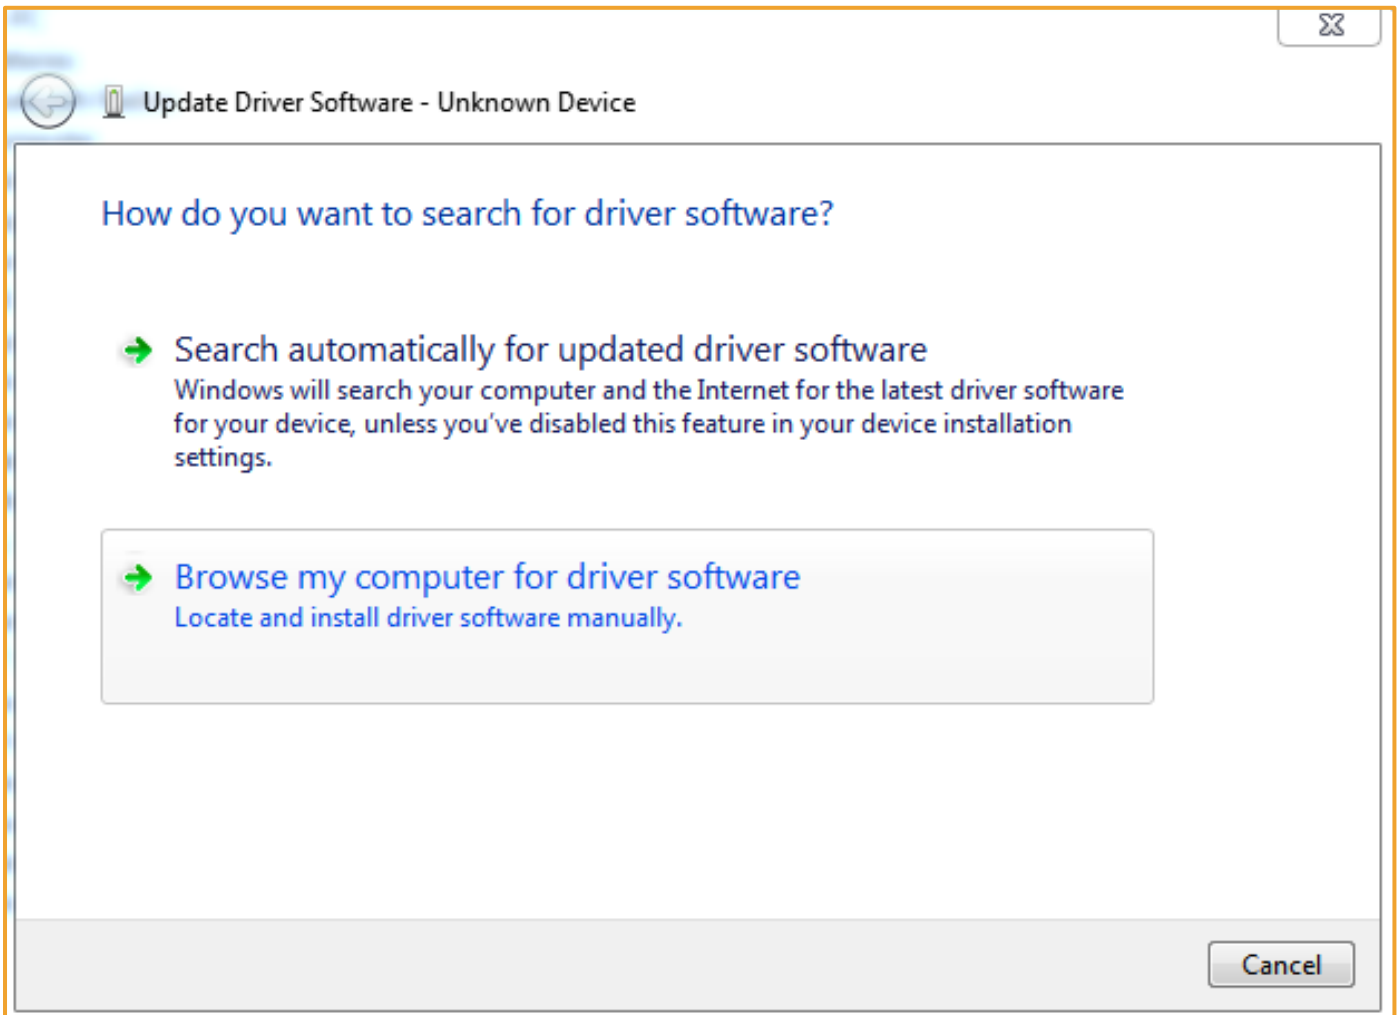 Update Driver Software - Unknown Device
How do you want to search for driver software?
Search automatically for updated driver software
Windows will search your computer and the Internet for the latest driver software
for your device, unless you've disabled this feature in your device installation
settings.
Browse my computer for driver software
Locate and install driver software manually.
Cancel